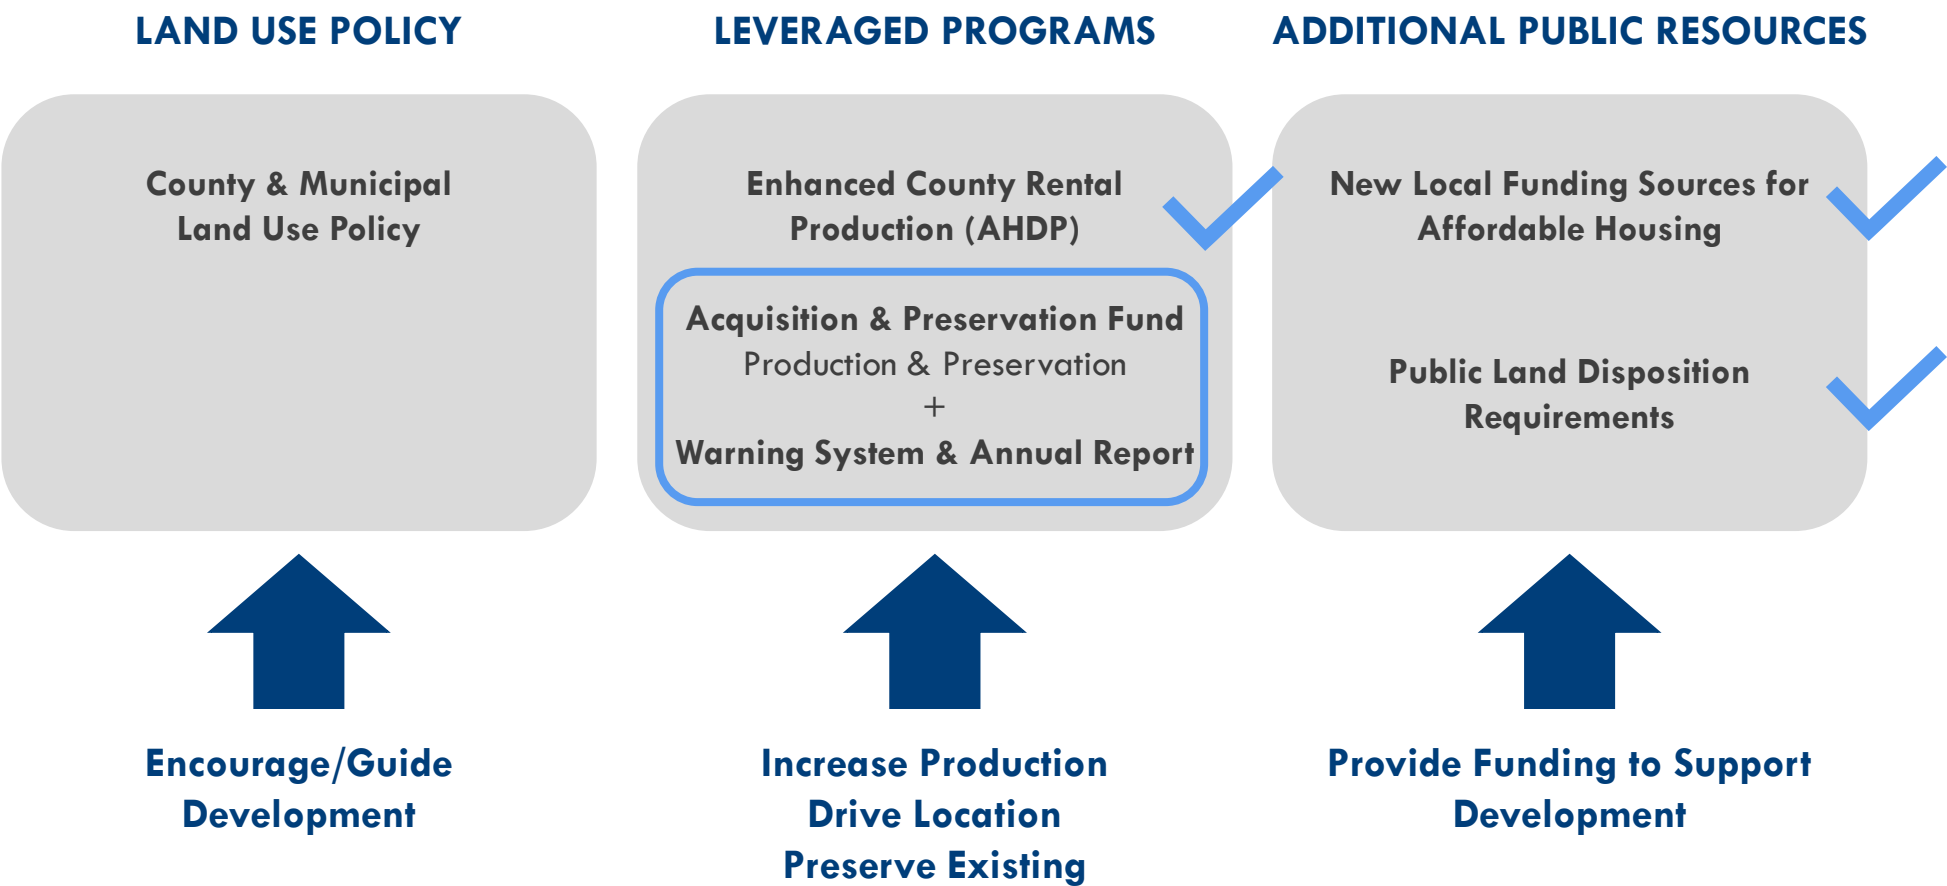 LAND USE POLICY
LEVERAGED PROGRAMS
ADDITIONAL PUBLIC RESOURCES
County & Municipal
Land Use Policy
Enhanced County Rental
Production (AHDP)
Acquisition & Preservation Fund
Production & Preservation
+
Warning System & Annual Report
New Local Funding Sources for
Affordable Housing
Public Land Disposition
Requirements
Encourage/Guide
Development
Increase Production
Drive Location
Preserve Existing
Provide Funding to Support
Development